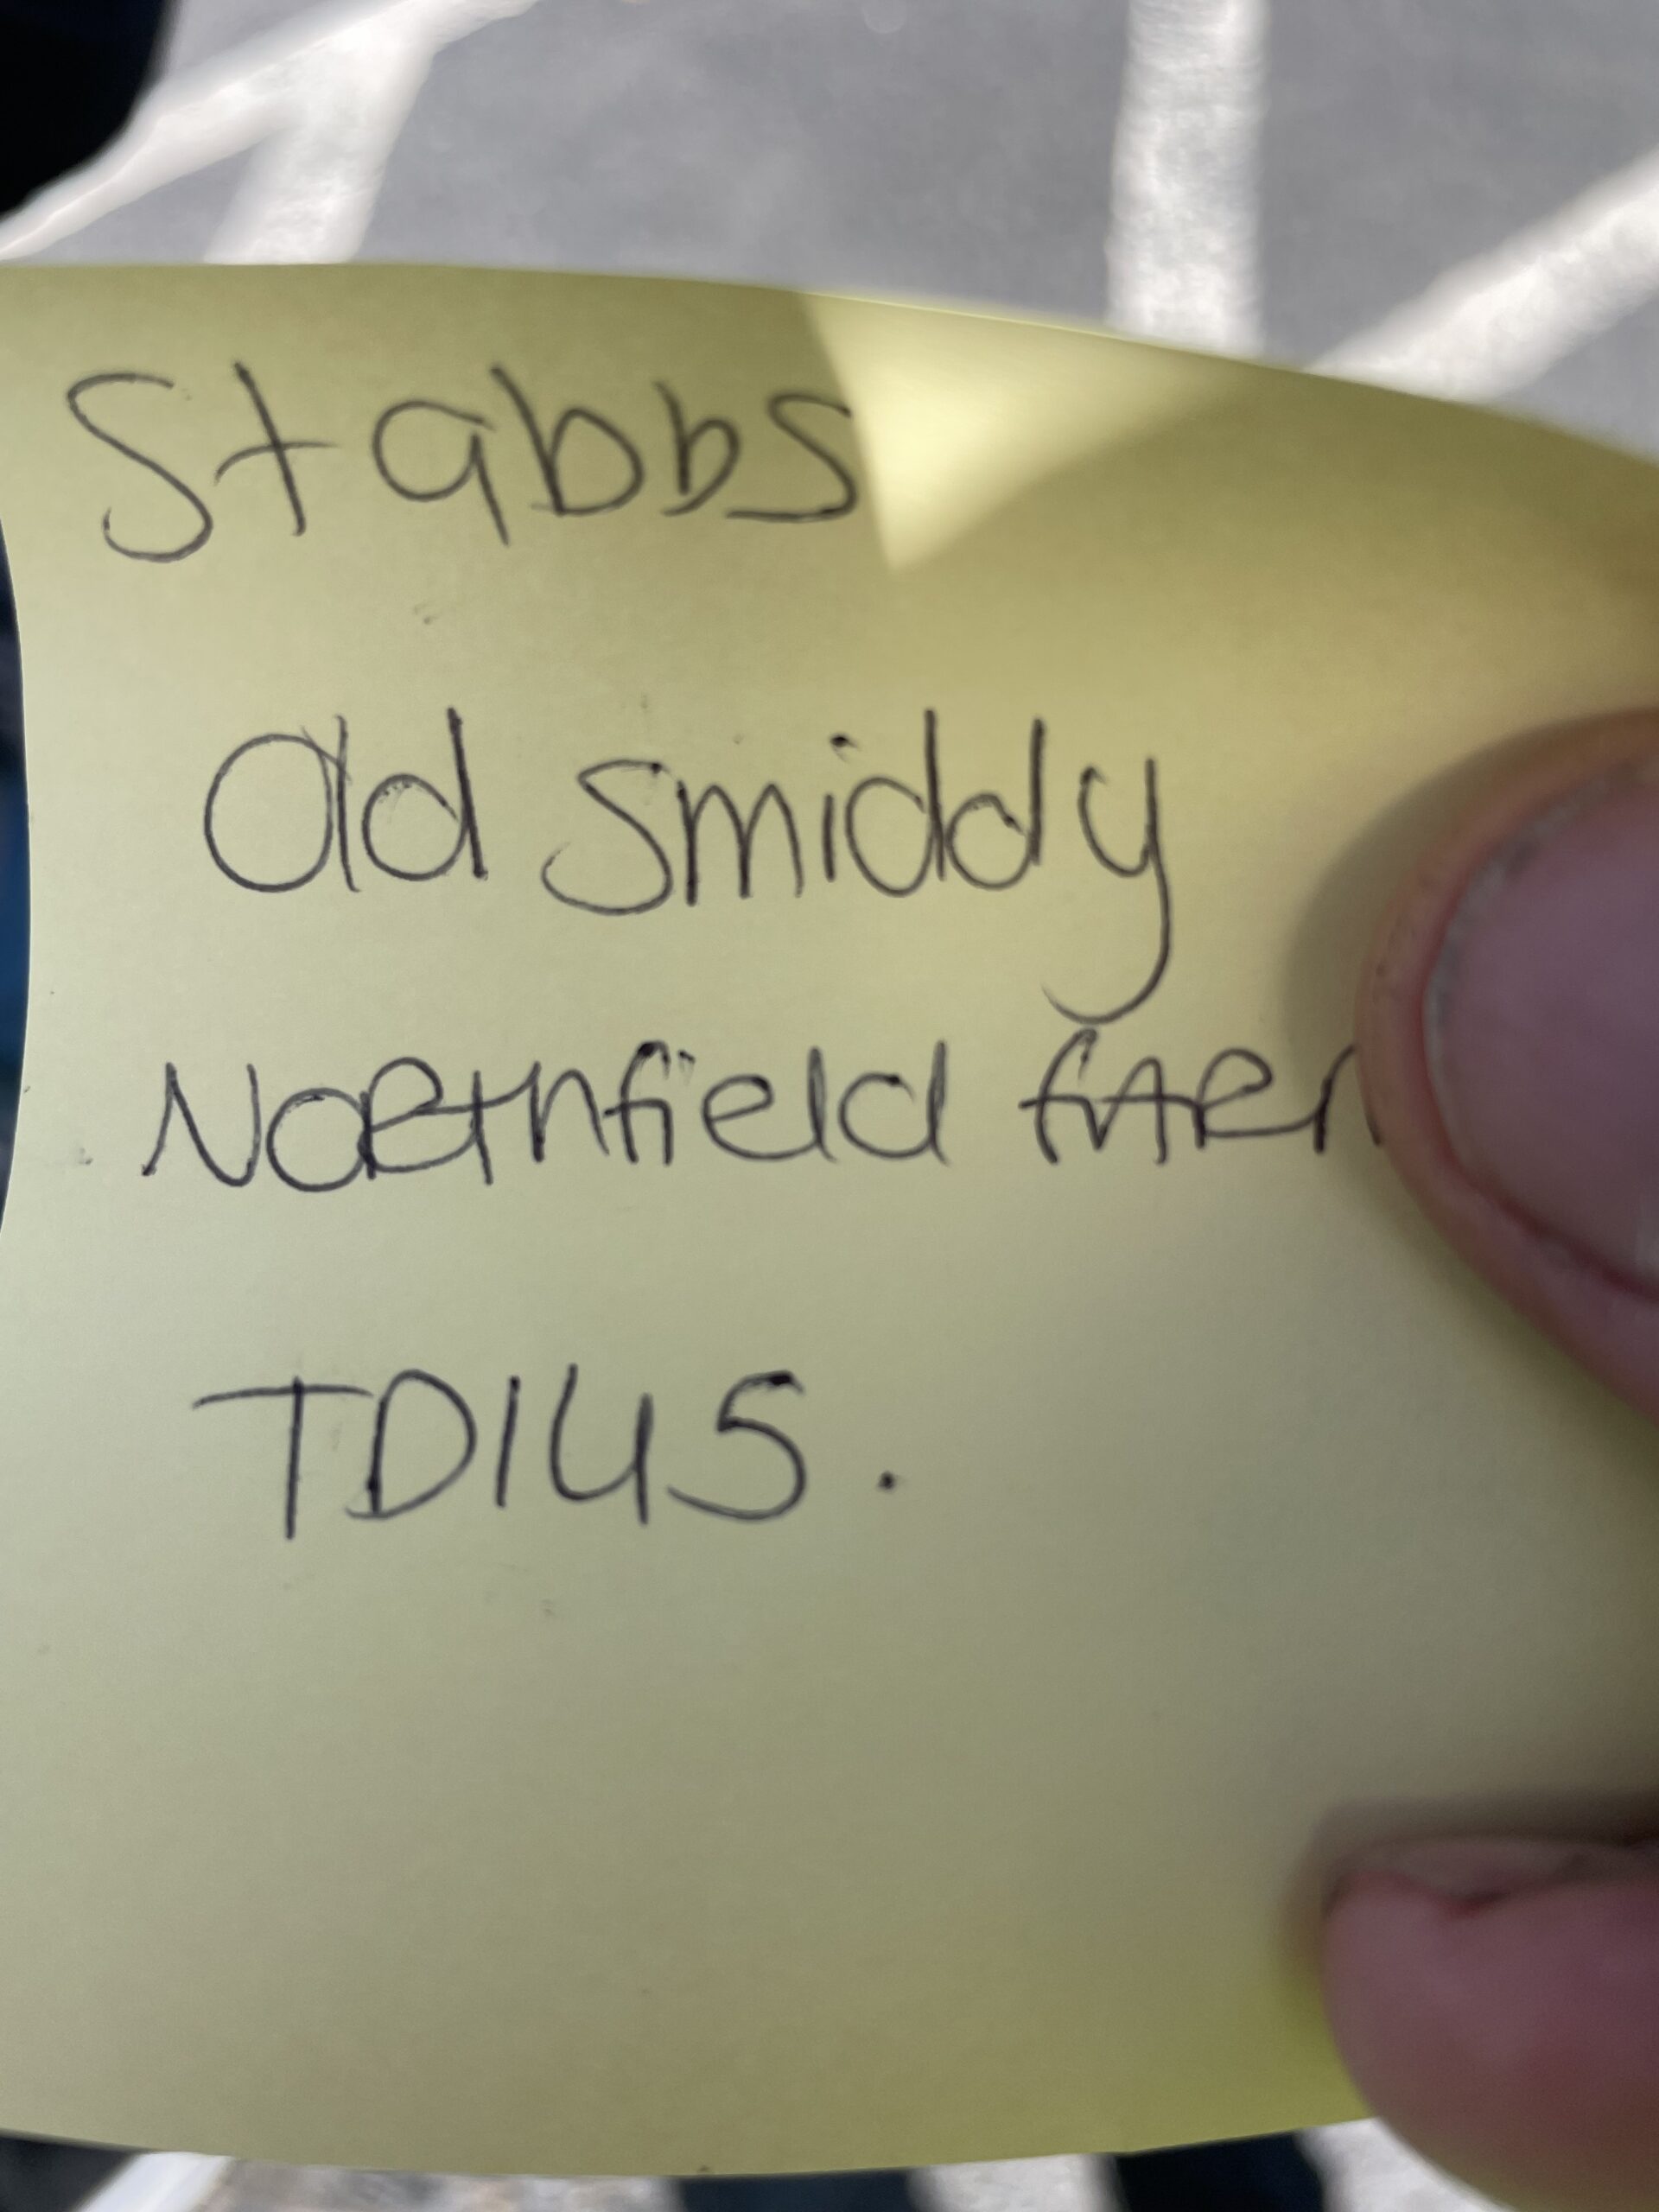 Stabbs
Old smiddy
Northfield farm
TD145.